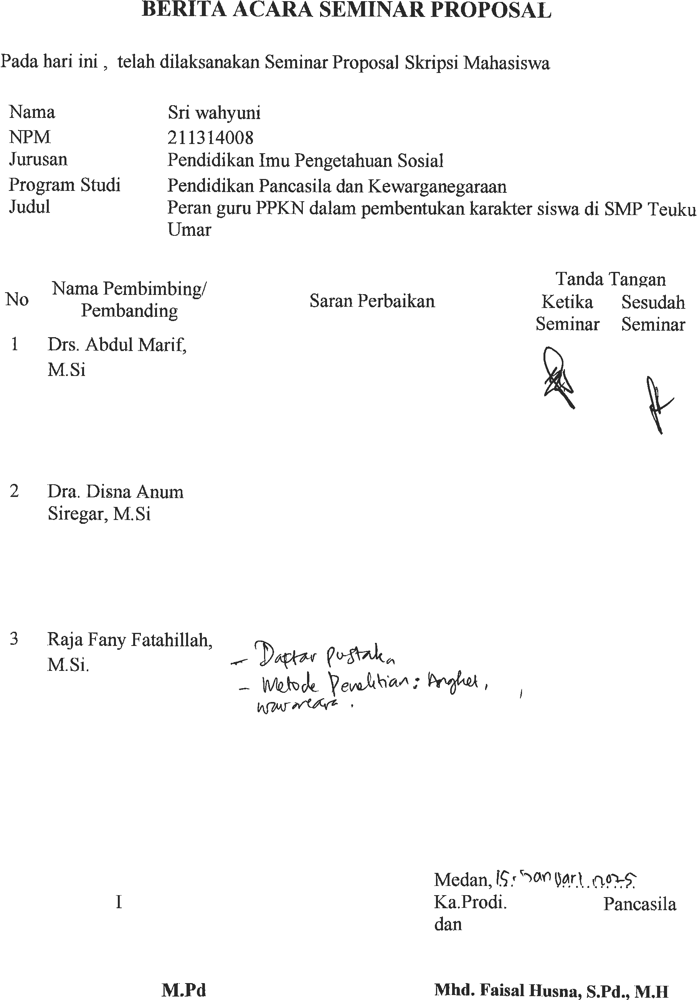 BERITA ACARA SEMINAR PROPOSAL
Pada hari ini , telah dilaksanakan Seminar Proposal Skripsi Mahasiswa
Nama Sri wahyuni
NPM 211314008
Jurusan Pendidikan Imu Pengetahuan Sosial
Program Studi Pendidikan Pancasila dan Kewarganegaraan
Judul Peran guru PPKN dalam pembentukan karakter siswa di SMP Teuku
Umar
No Nama Pembimbing/
Pembanding
Saran Perbaikan
Tanda Tangan
Ketika Sesudah
Seminar Seminar
1 Drs. Abdul Marif,
M.Si
2 Dra. Disna Anum
Siregar, M.Si
3 Raja Fany Fatahillah,
M.Si.
- Daftar pustaka
- Metode Penelitian : Angket ,
wawancara .
Medan, 15 Januari 2025
I Ka.Prodi. Pancasila
dan
M.Pd Mhd. Faisal Husna, S.Pd., M.H